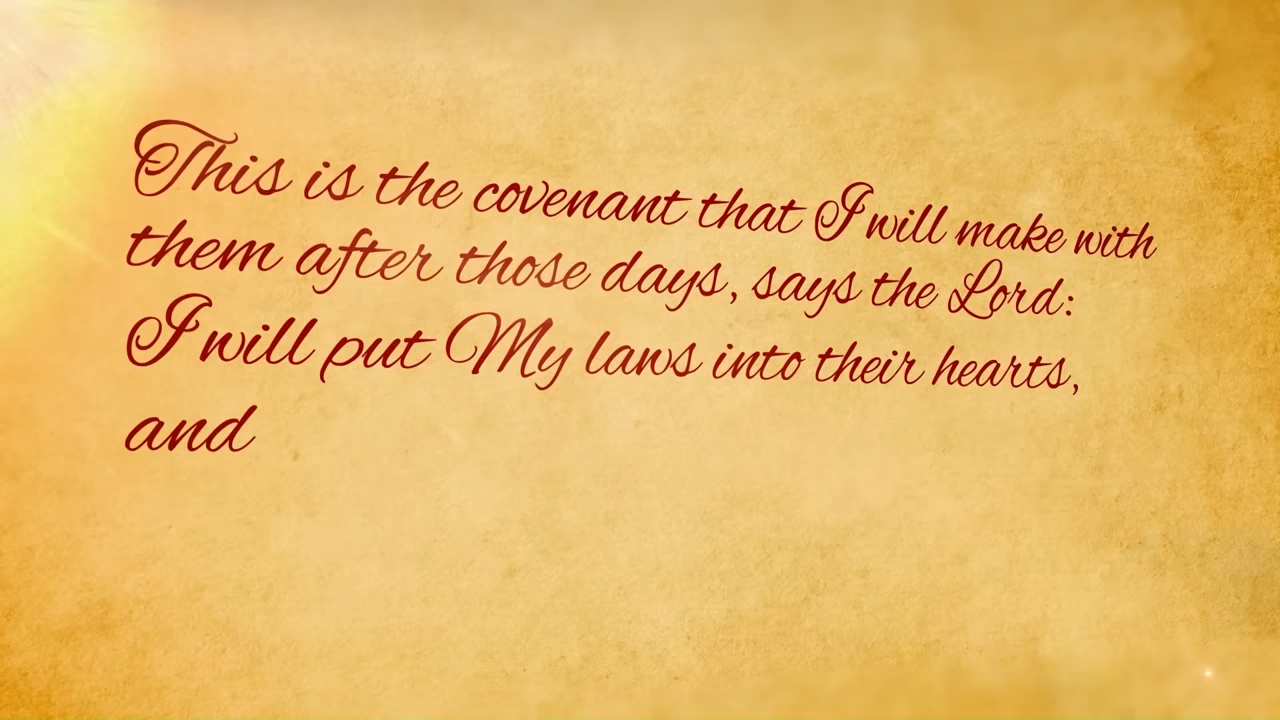 This is the covenant that I will make with
them after those days, says the Lord:
I will put My laws into their hearts,
and